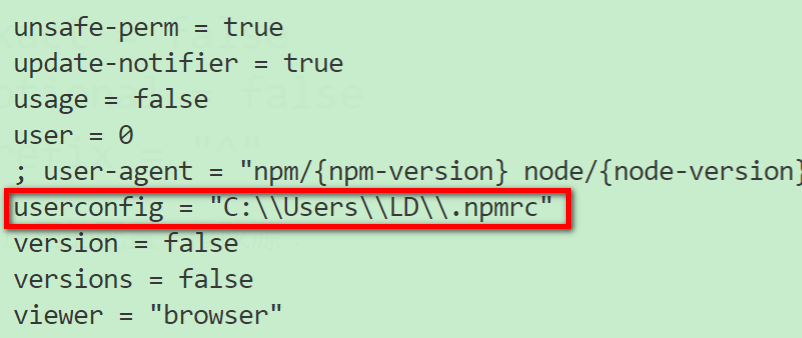 unsafe-perm = true
update-notifier = true
usage = false
user = 0
; user-agent = "npm/{npm-version} node/{node-version}
userconfig = "C:\\Users\\LD\\.npmrc"
version = false
versions = false
viewer = "browser"